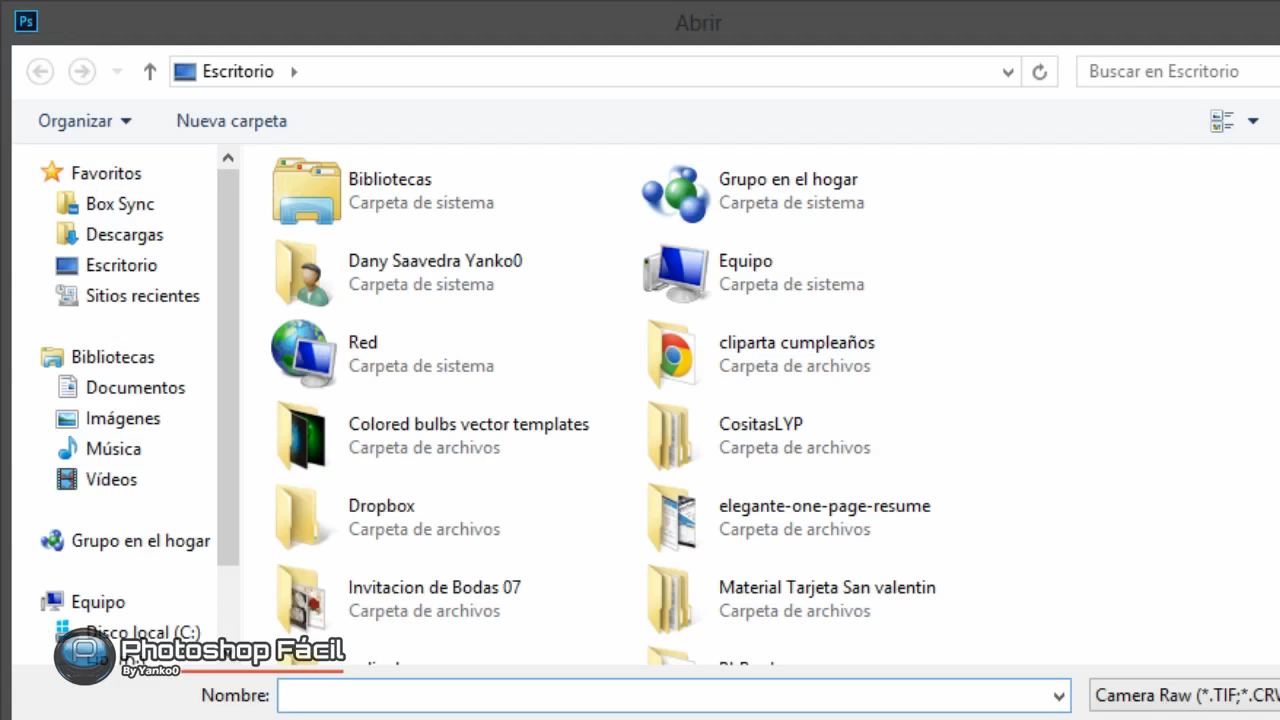 Ps
Abrir
Escritorio
Buscar en Escritorio
Organizar
Nueva carpeta
Favoritos
Box Sync
Descargas
Escritorio
Sitios recientes
Bibliotecas
Documentos
Imágenes
Música
Vídeos
Grupo en el hogar
Equipo
Disco local (C:)
Bibliotecas
Carpeta de sistema
Grupo en el hogar
Carpeta de sistema
Dany Saavedra Yanko0
Carpeta de sistema
Equipo
Carpeta de sistema
Red
Carpeta de sistema
cliparta cumpleaños
Carpeta de archivos
Colored bulbs vector templates
Carpeta de archivos
CositasLYP
Carpeta de archivos
Dropbox
Carpeta de archivos
elegante-one-page-resume
Carpeta de archivos
Invitacion de Bodas 07
Carpeta de archivos
Material Tarjeta San valentin
Carpeta de archivos
Photoshop Fácil
By Yanko0
Nombre:
Camera Raw (*.TIF;*.CRW